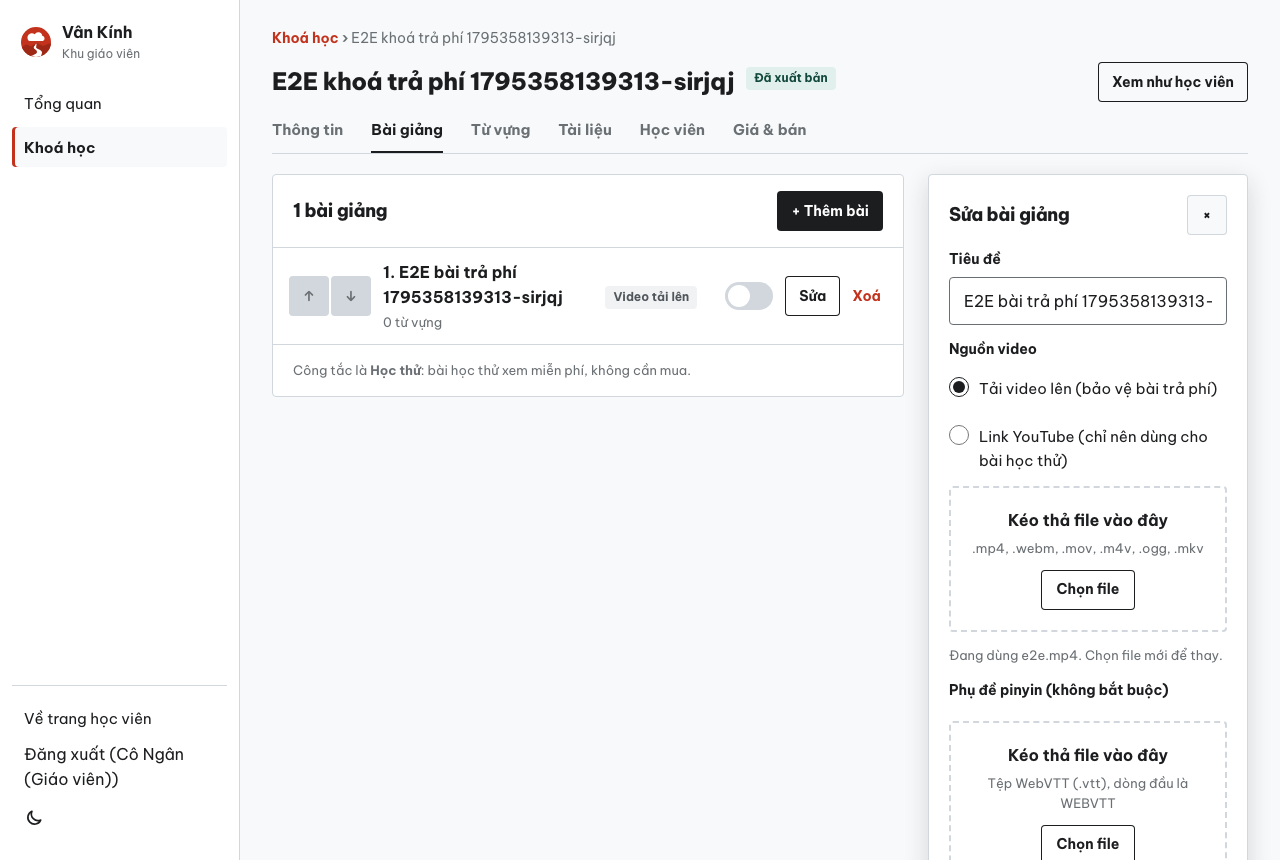 Vân Kính
Khu giáo viên
Tổng quan
Khoá học
Về trang học viên
Đăng xuất (Cô Ngân
(Giáo viên))
Khoá học › E2E khoá trả phí 1795358139313-sirjqj
E2E khoá trả phí 1795358139313-sirjqj
Đã xuất bản
Xem như học viên
Thông tin
Bài giảng
Từ vựng
Tài liệu
Học viên
Giá & bán
1 bài giảng
+ Thêm bài
↑
↓
1. E2E bài trả phí
1795358139313-sirjqj
0 từ vựng
Video tải lên
Sửa
Xoá
Công tắc là Học thử: bài học thử xem miễn phí, không cần mua.
Sửa bài giảng
×
Tiêu đề
E2E bài trả phí 1795358139313-
Nguồn video
Tải video lên (bảo vệ bài trả phí)
Link YouTube (chỉ nên dùng cho
bài học thử)
Kéo thả file vào đây
.mp4, .webm, .mov, .m4v, .ogg, .mkv
Chọn file
Đang dùng e2e.mp4. Chọn file mới để thay.
Phụ đề pinyin (không bắt buộc)
Kéo thả file vào đây
Tệp WebVTT (.vtt), dòng đầu là
WEBVTT
Chọn file